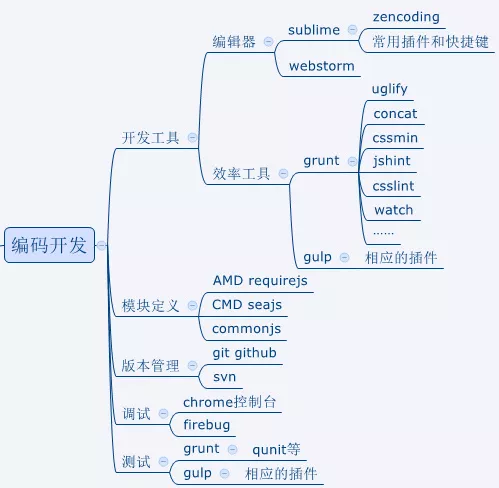 编码开发
开发工具
编辑器
sublime
zencoding
常用插件和快捷键
webstorm
效率工具
grunt
uglify
concat
cssmin
jshint
csslint
watch
……
gulp
相应的插件
模块定义
AMD requirejs
CMD seajs
commonjs
版本管理
git github
svn
调试
chrome控制台
firebug
测试
grunt
qunit等
gulp
相应的插件